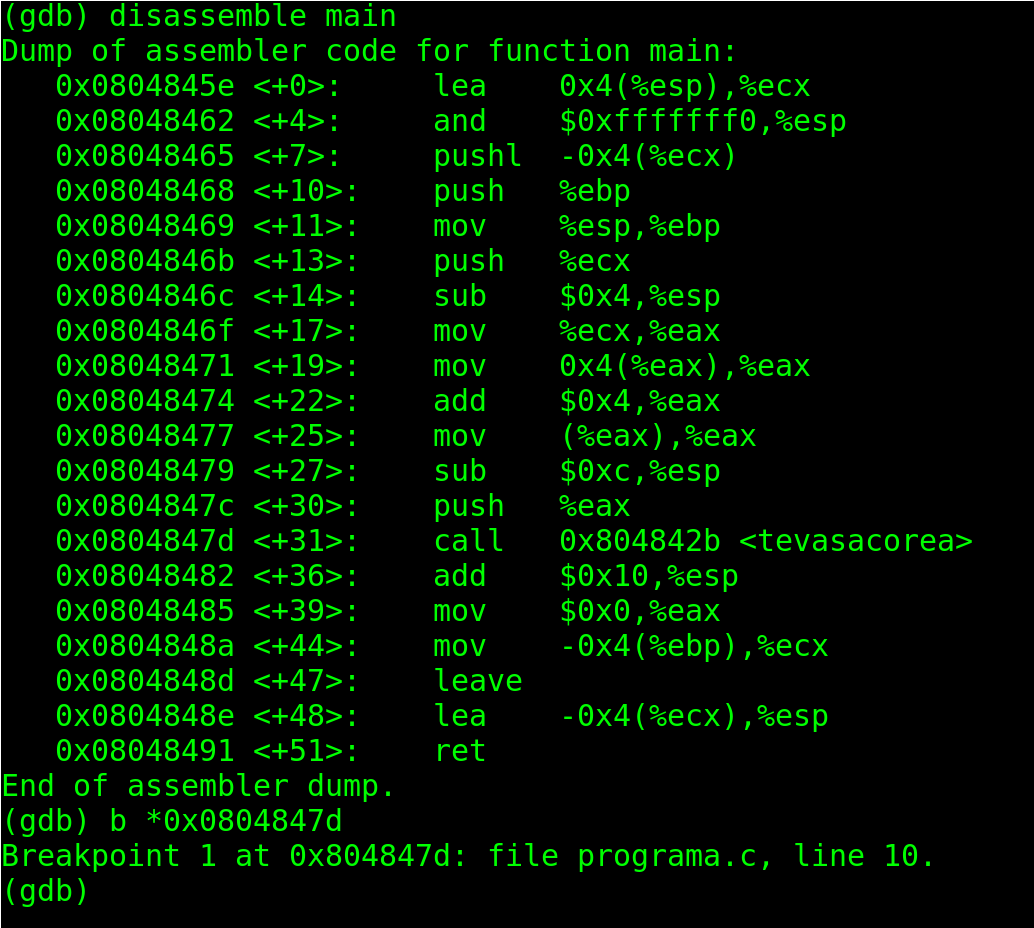 (gdb) disassemble main
Dump of assembler code for function main:
   0x0804845e <+0>:     lea    0x4(%esp),%ecx
   0x08048462 <+4>:     and    $0xfffffff0,%esp
   0x08048465 <+7>:     pushl  -0x4(%ecx)
   0x08048468 <+10>:    push   %ebp
   0x08048469 <+11>:    mov    %esp,%ebp
   0x0804846b <+13>:    push   %ecx
   0x0804846c <+14>:    sub    $0x4,%esp
   0x0804846f <+17>:    mov    %ecx,%eax
   0x08048471 <+19>:    mov    0x4(%eax),%eax
   0x08048474 <+22>:    add    $0x4,%eax
   0x08048477 <+25>:    mov    (%eax),%eax
   0x08048479 <+27>:    sub    $0xc,%esp
   0x0804847c <+30>:    push   %eax
   0x0804847d <+31>:    call   0x804842b <tevasacorea>
   0x08048482 <+36>:    add    $0x10,%esp
   0x08048485 <+39>:    mov    $0x0,%eax
   0x0804848a <+44>:    mov    -0x4(%ebp),%ecx
   0x0804848d <+47>:    leave
   0x0804848e <+48>:    lea    -0x4(%ecx),%esp
   0x08048491 <+51>:    ret
End of assembler dump.
(gdb) b *0x0804847d
Breakpoint 1 at 0x804847d: file programa.c, line 10.
(gdb)